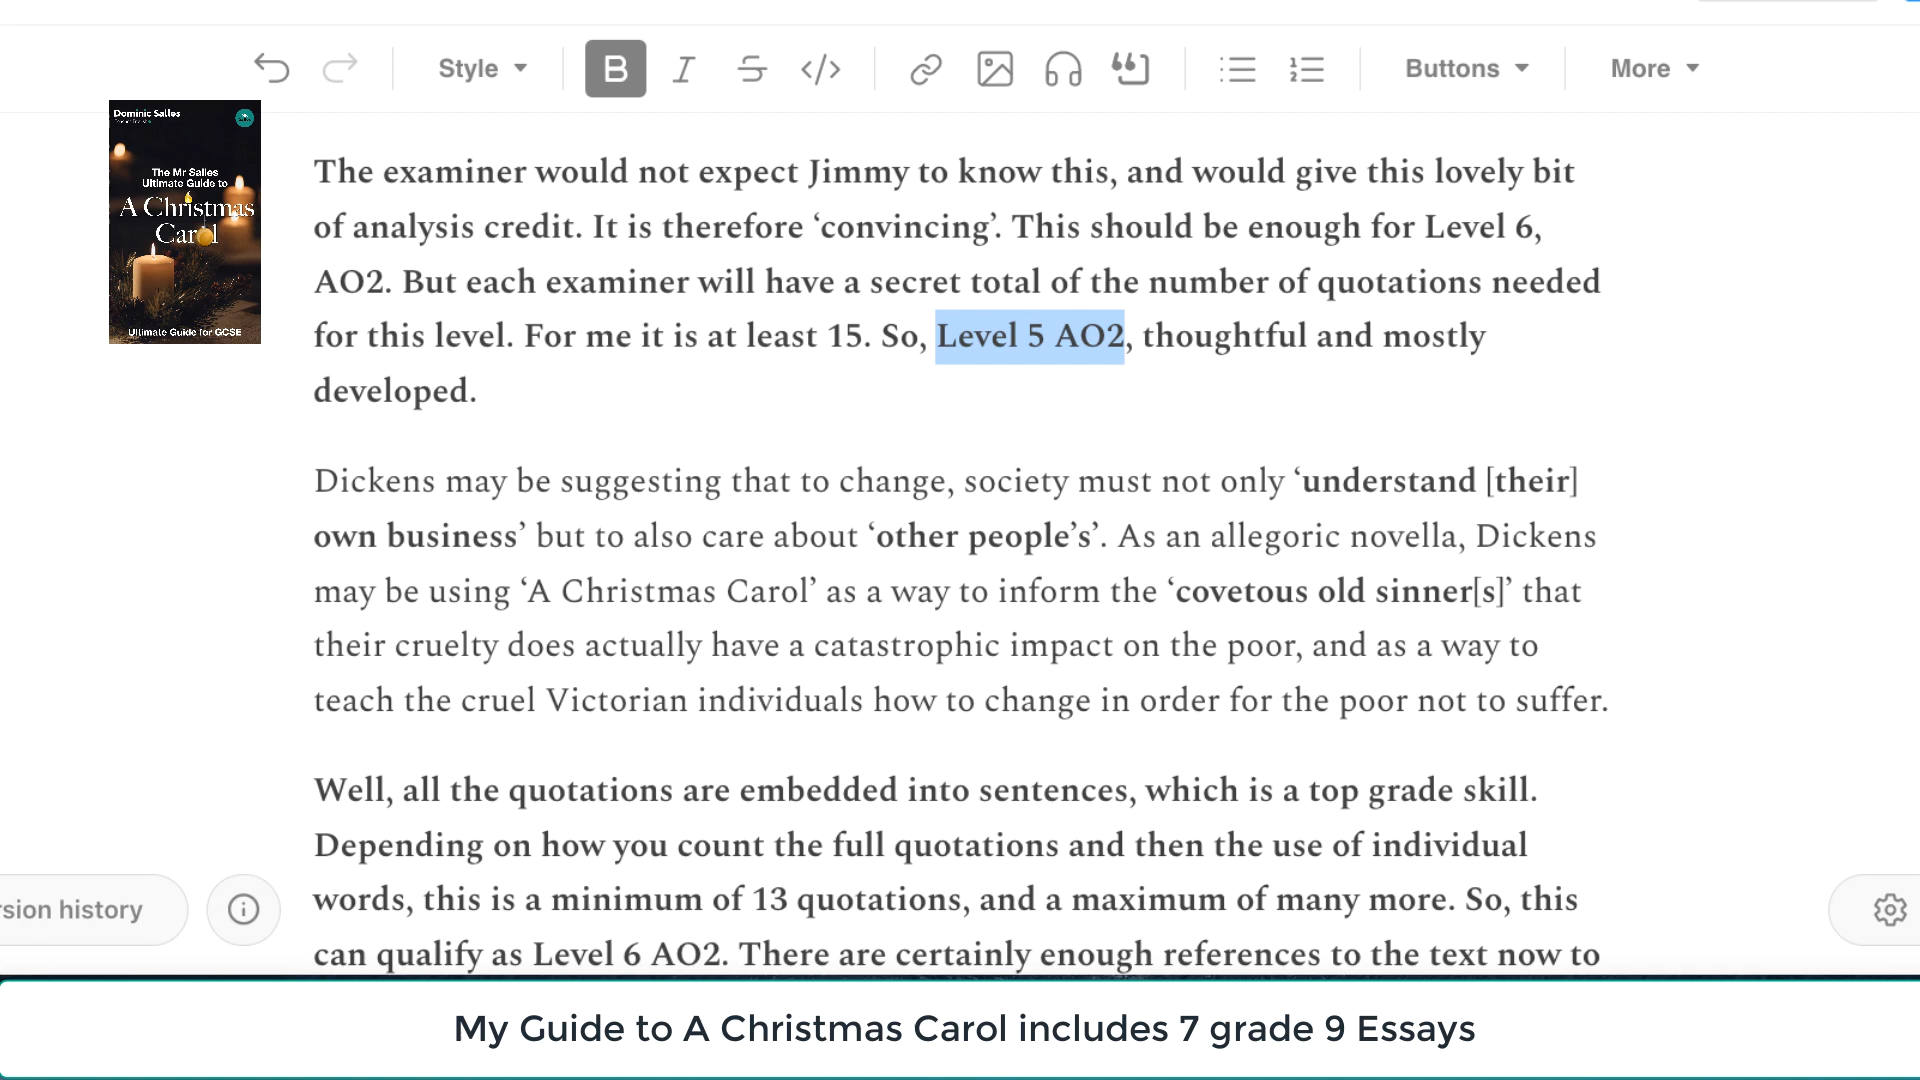 Style
B
I
S
Buttons
More
Dominic Salles
The Mr Salles
Ultimate Guide to
A Christmas
Carol
Ultimate Guide for GCSE
The examiner would not expect Jimmy to know this, and would give this lovely bit
of analysis credit. It is therefore ‘convincing’. This should be enough for Level 6,
AO2. But each examiner will have a secret total of the number of quotations needed
for this level. For me it is at least 15. So, Level 5 AO2, thoughtful and mostly
developed.
Dickens may be suggesting that to change, society must not only ‘understand [their]
own business’ but to also care about ‘other people’s’. As an allegoric novella, Dickens
may be using ‘A Christmas Carol’ as a way to inform the ‘covetous old sinner[s]’ that
their cruelty does actually have a catastrophic impact on the poor, and as a way to
teach the cruel Victorian individuals how to change in order for the poor not to suffer.
Well, all the quotations are embedded into sentences, which is a top grade skill.
Depending on how you count the full quotations and then the use of individual
words, this is a minimum of 13 quotations, and a maximum of many more. So, this
can qualify as Level 6 AO2. There are certainly enough references to the text now to
rsion history
My Guide to A Christmas Carol includes 7 grade 9 Essays